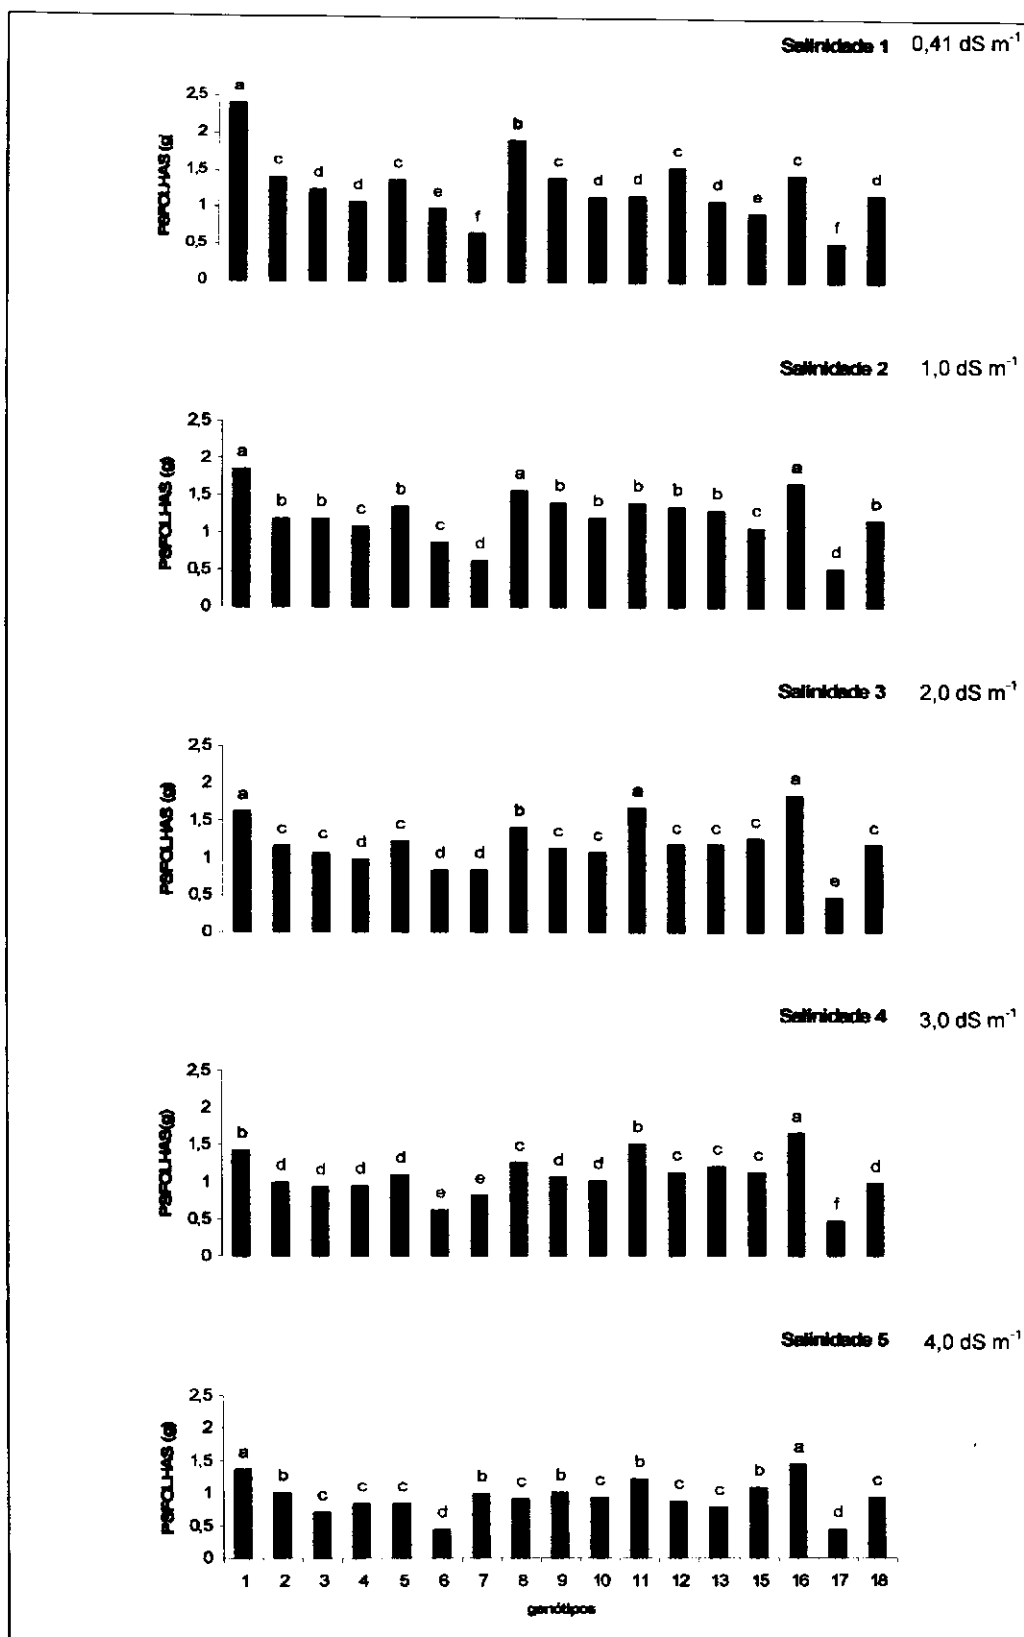 Salinidade 1 0,41 dS m⁻¹
PSFOLHAS (g)
2,5
2
1,5
1
0,5
0
a c d d c e f b c d d c d e c f d
Salinidade 2 1,0 dS m⁻¹
PSFOLHAS (g)
2,5
2
1,5
1
0,5
0
a b b c b c d a b b b b b c a d b
Salinidade 3 2,0 dS m⁻¹
PSFOLHAS (g)
2,5
2
1,5
1
0,5
0
a c c d c d d b c c a c c c a e c
Salinidade 4 3,0 dS m⁻¹
PSFOLHAS(g)
2,5
2
1,5
1
0,5
0
b d d d d e e c d d b c c c a f d
Salinidade 5 4,0 dS m⁻¹
PSFOLHAS (g)
2,5
2
1,5
1
0,5
0
a b c c c d b c b c a c c b a d c
1 2 3 4 5 6 7 8 9 10 11 12 13 15 16 17 18
genótipos